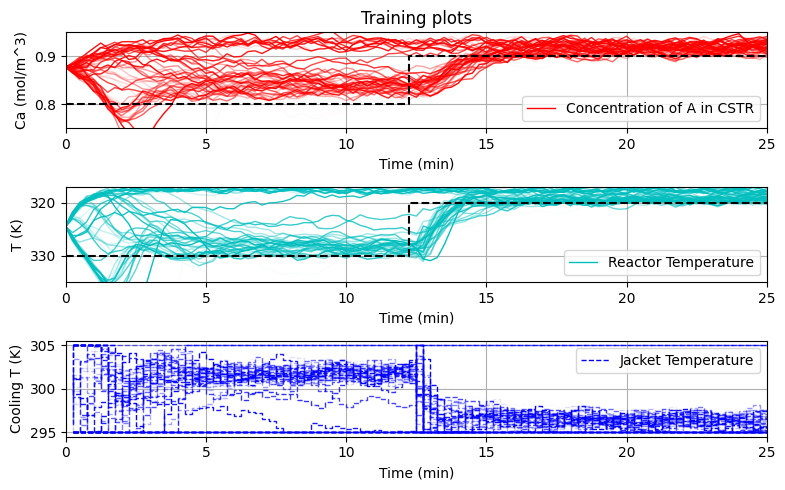 Training plots
Ca (mol/m^3)
0.9
0.8
Concentration of A in CSTR
0 5 10 15 20 25
Time (min)
T (K)
320
330
Reactor Temperature
0 5 10 15 20 25
Time (min)
Cooling T (K)
305
300
295
Jacket Temperature
0 5 10 15 20 25
Time (min)